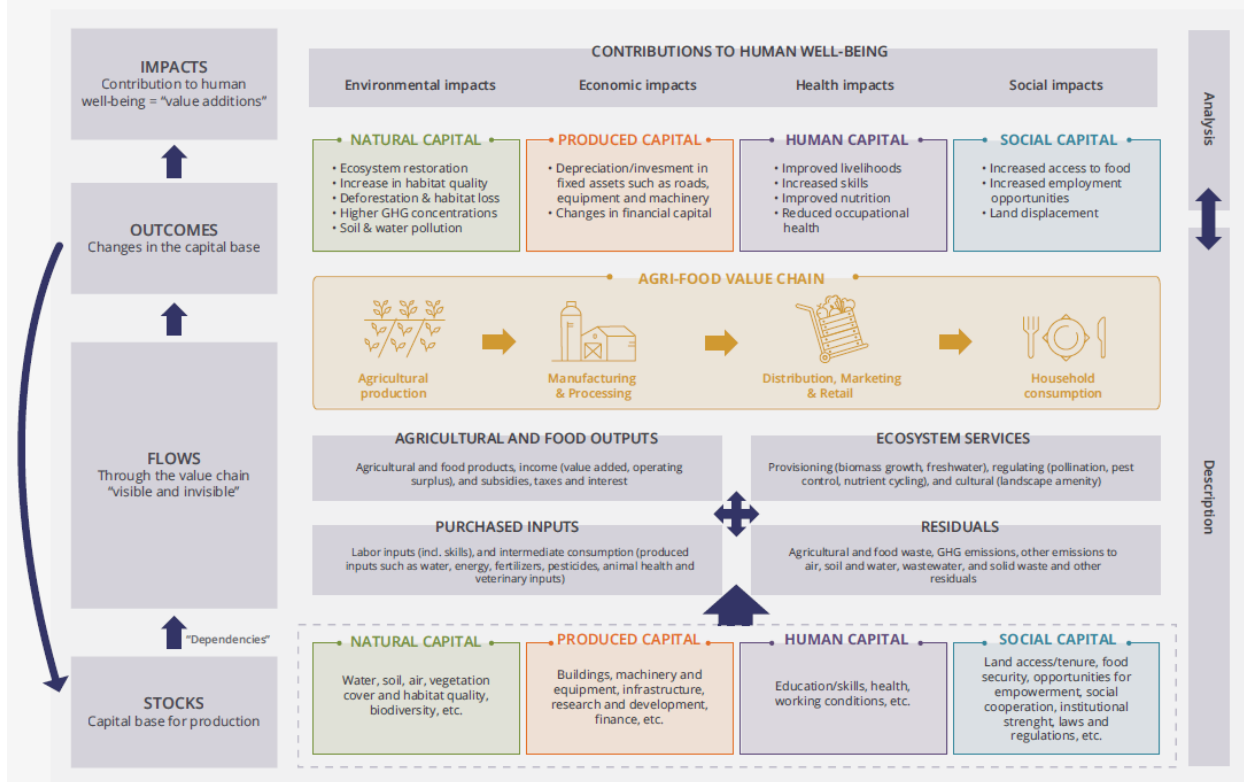 IMPACTS
Contribution to human
well-being = “value additions”
OUTCOMES
Changes in the capital base
FLOWS
Through the value chain
“visible and invisible”
“Dependencies”
STOCKS
Capital base for production
CONTRIBUTIONS TO HUMAN WELL-BEING
Environmental impacts
Economic impacts
Health impacts
Social impacts
NATURAL CAPITAL
• Ecosystem restoration
• Increase in habitat quality
• Deforestation & habitat loss
• Higher GHG concentrations
• Soil & water pollution
PRODUCED CAPITAL
• Depreciation/invesment in
fixed assets such as roads,
equipment and machinery
• Changes in financial capital
HUMAN CAPITAL
• Improved livelihoods
• Increased skills
• Improved nutrition
• Reduced occupational
health
SOCIAL CAPITAL
• Increased access to food
• Increased employment
opportunities
• Land displacement
AGRI-FOOD VALUE CHAIN
Agricultural
production
Manufacturing
& Processing
Distribution, Marketing
& Retail
Household
consumption
AGRICULTURAL AND FOOD OUTPUTS
Agricultural and food products, income (value added, operating
surplus), and subsidies, taxes and interest
ECOSYSTEM SERVICES
Provisioning (biomass growth, freshwater), regulating (pollination, pest
control, nutrient cycling), and cultural (landscape amenity)
PURCHASED INPUTS
Labor inputs (incl. skills), and intermediate consumption (produced
inputs such as water, energy, fertilizers, pesticides, animal health and
veterinary inputs)
RESIDUALS
Agricultural and food waste, GHG emissions, other emissions to
air, soil and water, wastewater, and solid waste and other
residuals
NATURAL CAPITAL
Water, soil, air, vegetation
cover and habitat quality,
biodiversity, etc.
PRODUCED CAPITAL
Buildings, machinery and
equipment, infrastructure,
research and development,
finance, etc.
HUMAN CAPITAL
Education/skills, health,
working conditions, etc.
SOCIAL CAPITAL
Land access/tenure, food
security, opportunities for
empowerment, social
cooperation, institutional
strenght, laws and
regulations, etc.
Analysis
Description